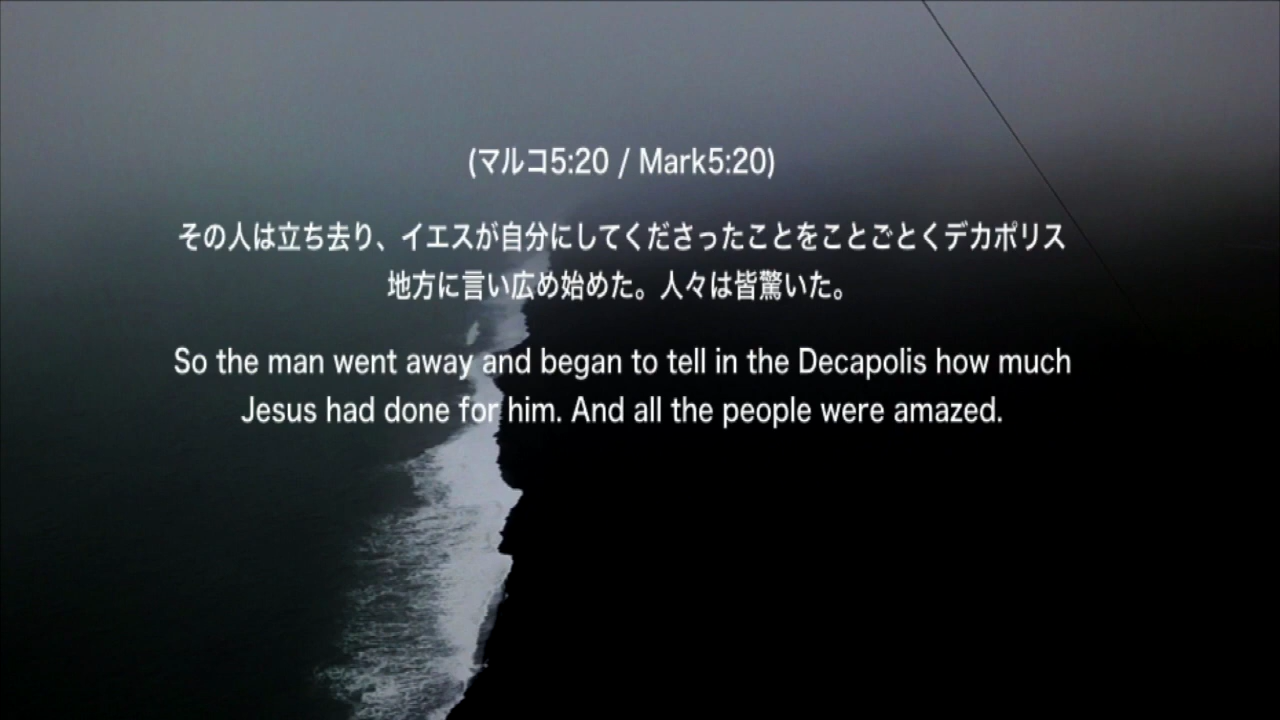 (マルコ5:20 / Mark5:20)
その人は立ち去り、イエスが自分にしてくださったことをことごとくデカポリス
地方に言い広め始めた。人々は皆驚いた。
So the man went away and began to tell in the Decapolis how much
Jesus had done for him. And all the people were amazed.